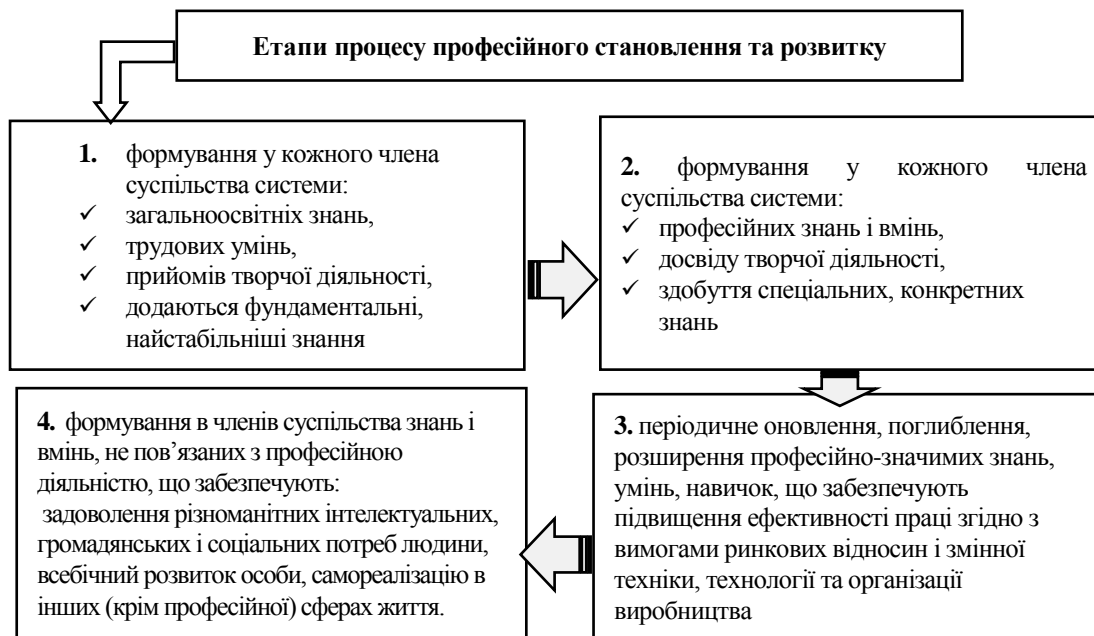 Етапи процесу професійного становлення та розвитку
1. формування у кожного члена
суспільства системи:
✓ загальноосвітніх знань,
✓ трудових умінь,
✓ прийомів творчої діяльності,
✓ додаються фундаментальні,
найстабільніші знання
2. формування у кожного члена
суспільства системи:
✓ професійних знань і вмінь,
✓ досвіду творчої діяльності,
✓ здобуття спеціальних, конкретних
знань
3. періодичне оновлення, поглиблення,
розширення професійно-значимих знань,
умінь, навичок, що забезпечують
підвищення ефективності праці згідно з
вимогами ринкових відносин і змінної
техніки, технології та організації
виробництва
4. формування в членів суспільства знань і
вмінь, не пов’язаних з професійною
діяльністю, що забезпечують:
задоволення різноманітних інтелектуальних,
громадянських і соціальних потреб людини,
всебічний розвиток особи, самореалізацію в
інших (крім професійної) сферах життя.